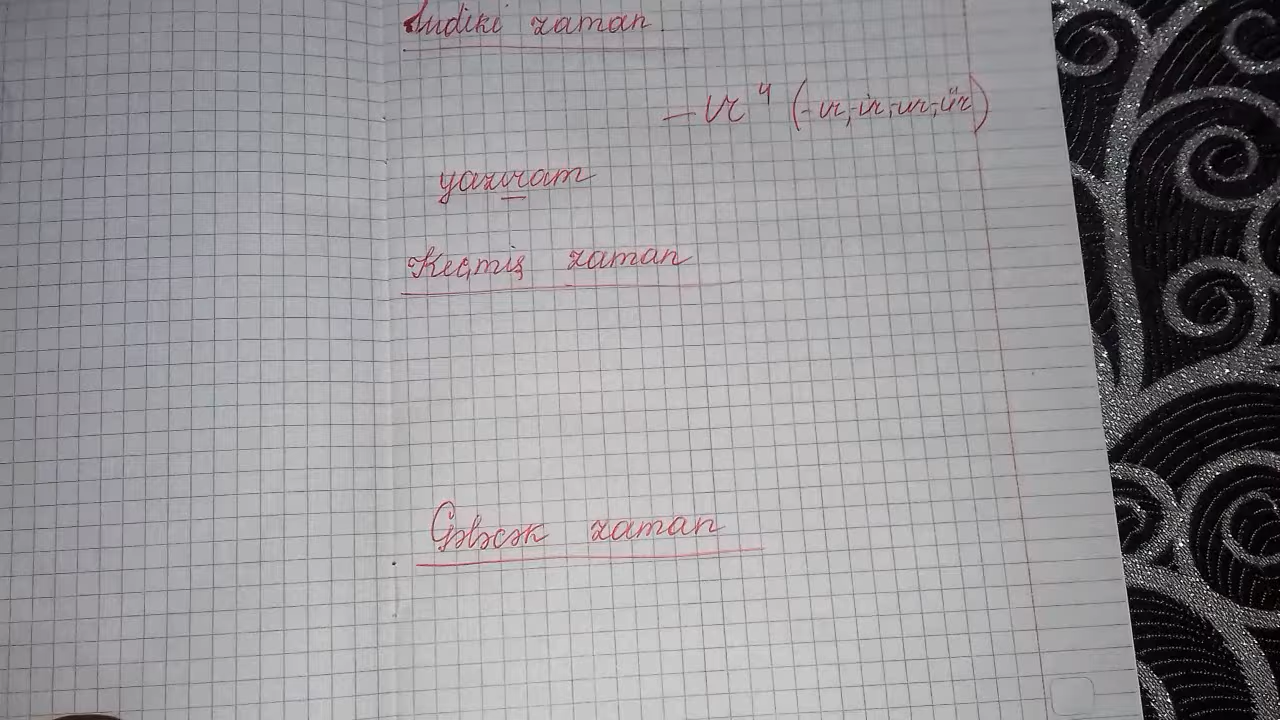 İndiki zaman
-ır⁴ (-ır,-ir,-ur,-ür)
yazıram
Keçmiş zaman
Gələcək zaman